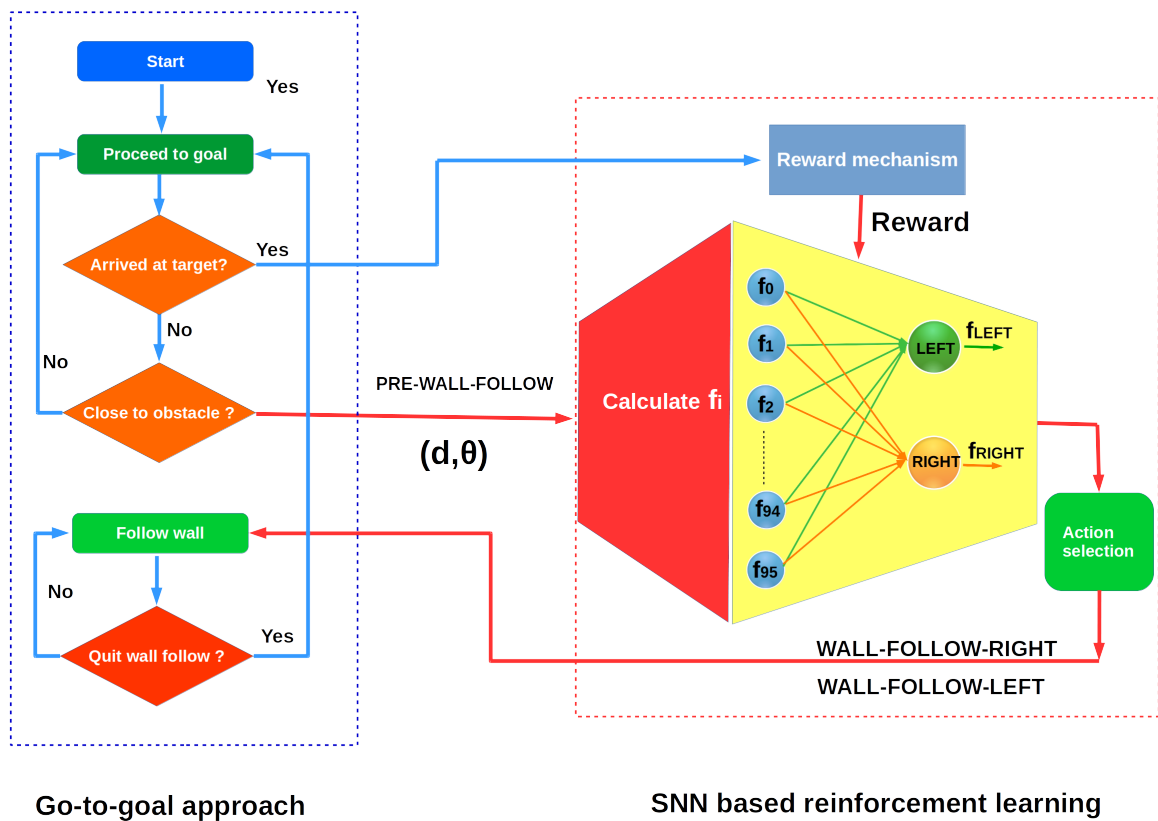 Start
Yes
Proceed to goal
Arrived at target?
Yes
No
No
Close to obstacle ?
PRE-WALL-FOLLOW
(d,θ)
Follow wall
No
Quit wall follow ?
Yes
Go-to-goal approach
Reward mechanism
Reward
Calculate fi
f0
f1
f2
f94
f95
LEFT
fLEFT
RIGHT
fRIGHT
Action
selection
WALL-FOLLOW-RIGHT
WALL-FOLLOW-LEFT
SNN based reinforcement learning